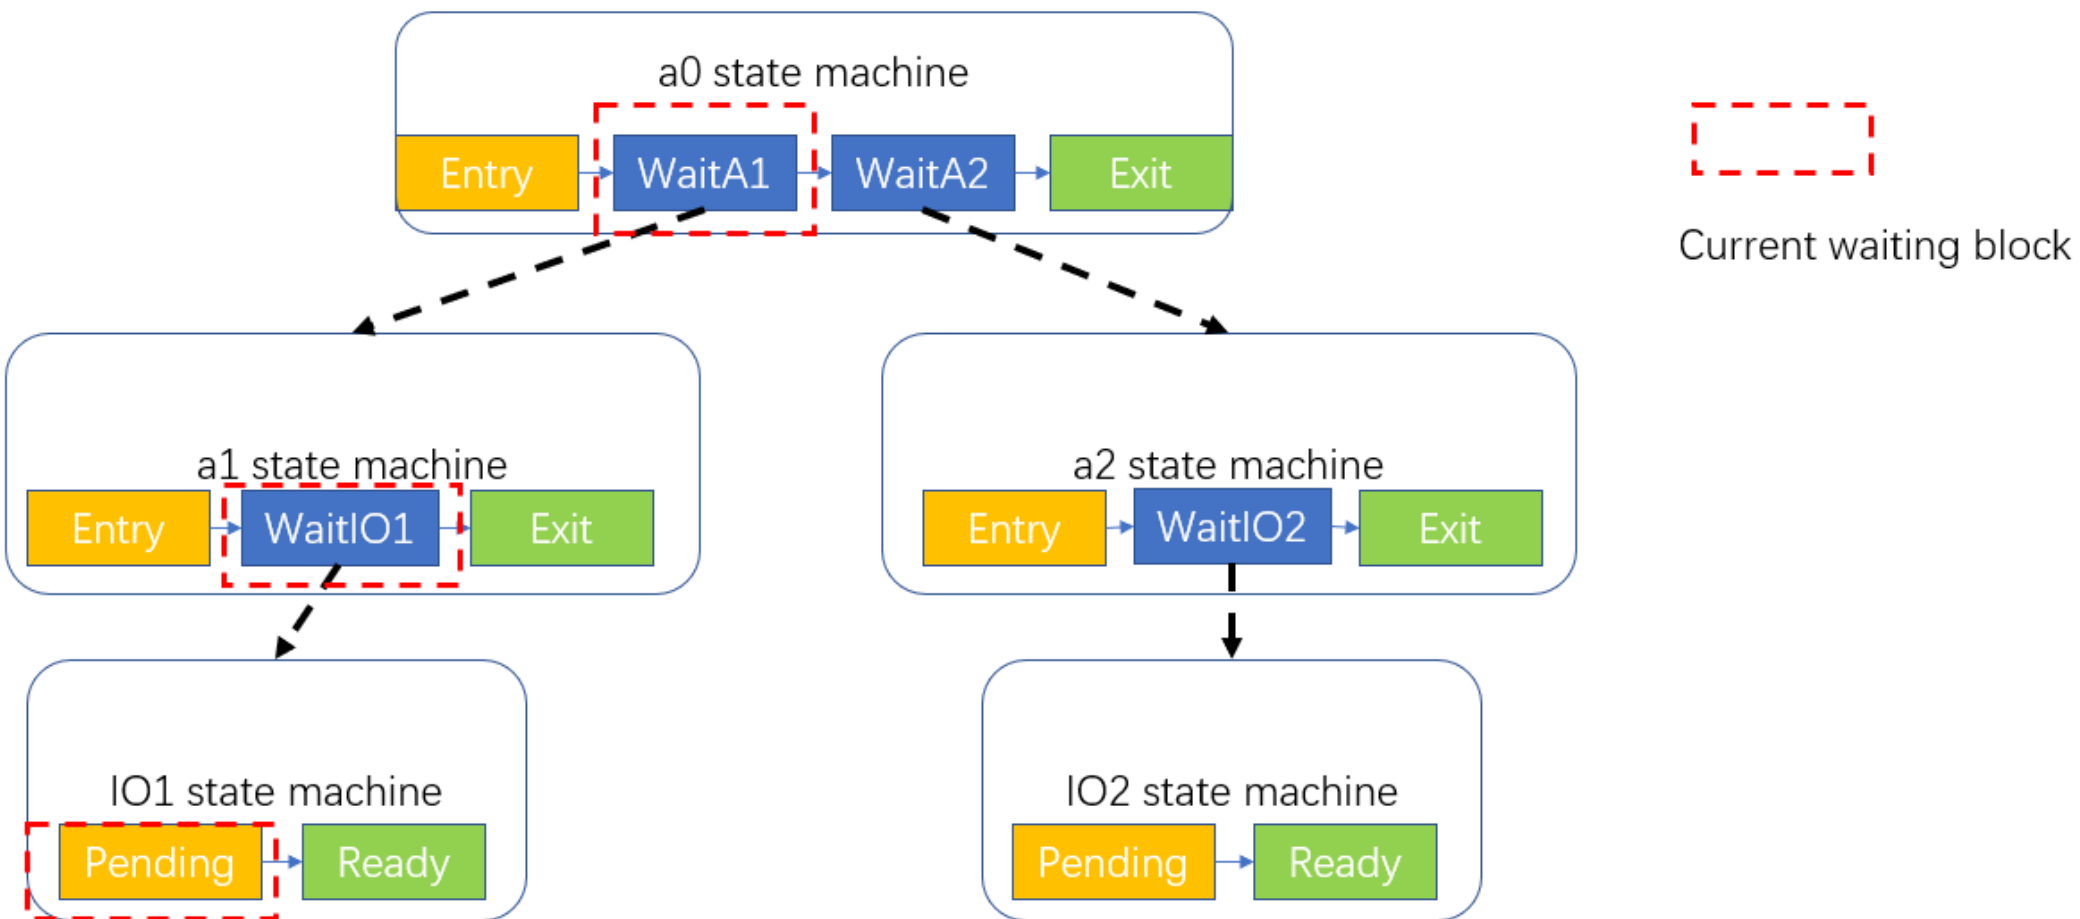 a0 state machine
Entry
WaitA1
WaitA2
Exit
Current waiting block
a1 state machine
Entry
WaitIO1
Exit
a2 state machine
Entry
WaitIO2
Exit
IO1 state machine
Pending
Ready
IO2 state machine
Pending
Ready